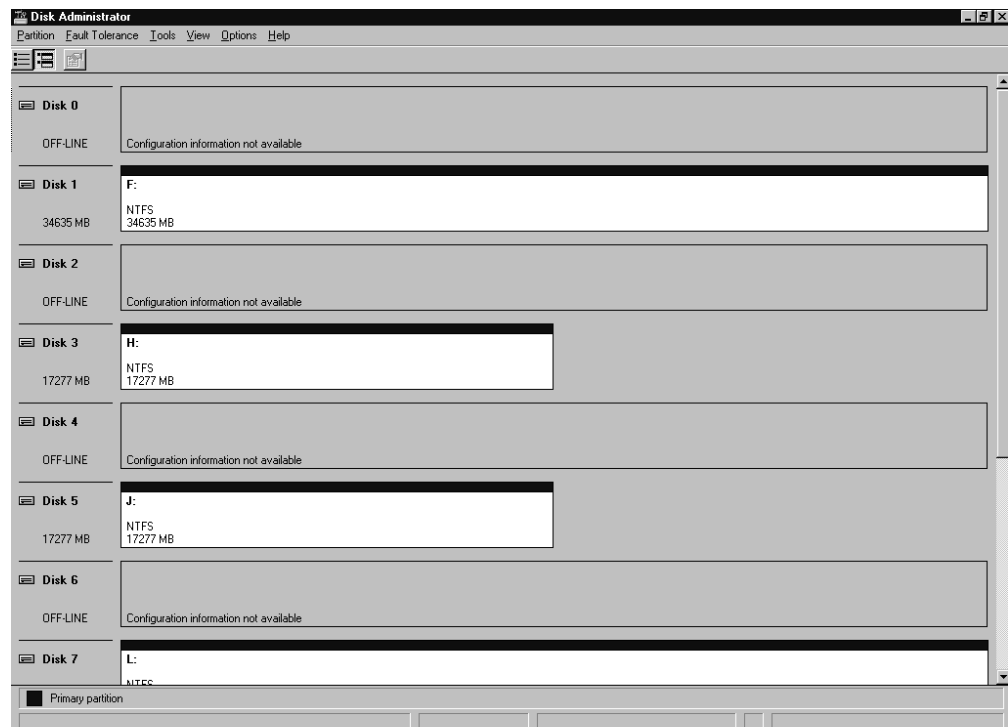 Disk Administrator
Partition Fault Tolerance Tools View Options Help
Disk 0
OFF-LINE
Configuration information not available
Disk 1
34635 MB
F:
NTFS
34635 MB
Disk 2
OFF-LINE
Configuration information not available
Disk 3
17277 MB
H:
NTFS
17277 MB
Disk 4
OFF-LINE
Configuration information not available
Disk 5
17277 MB
J:
NTFS
17277 MB
Disk 6
OFF-LINE
Configuration information not available
Disk 7
L:
NTFS
Primary partition